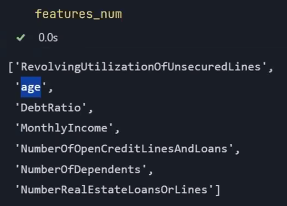 features_num
✓ 0.0s
['RevolvingUtilizationOfUnsecuredLines',
'age',
'DebtRatio',
'MonthlyIncome',
'NumberOfOpenCreditLinesAndLoans',
'NumberOfDependents',
'NumberRealEstateLoansOrLines']